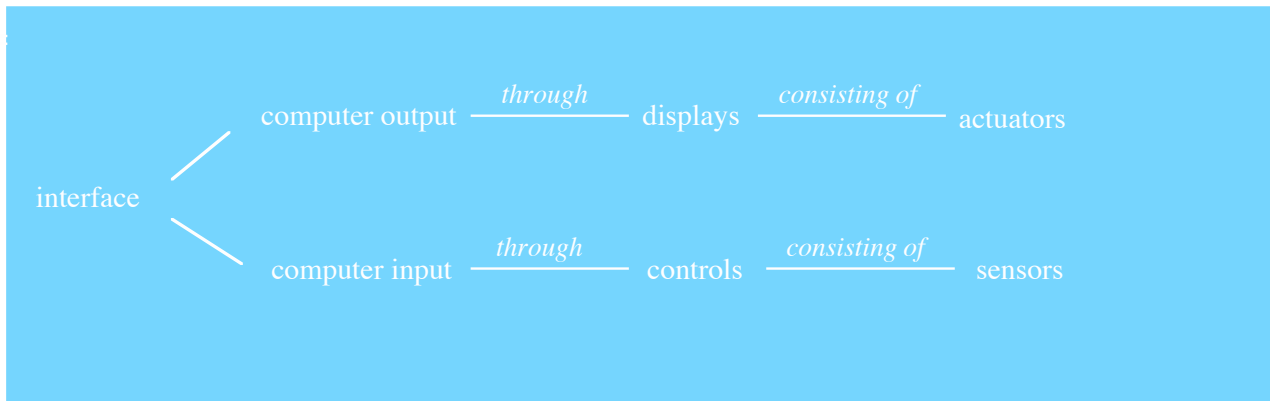 through
consisting of
computer output
displays
actuators
interface
through
consisting of
computer input
controls
sensors